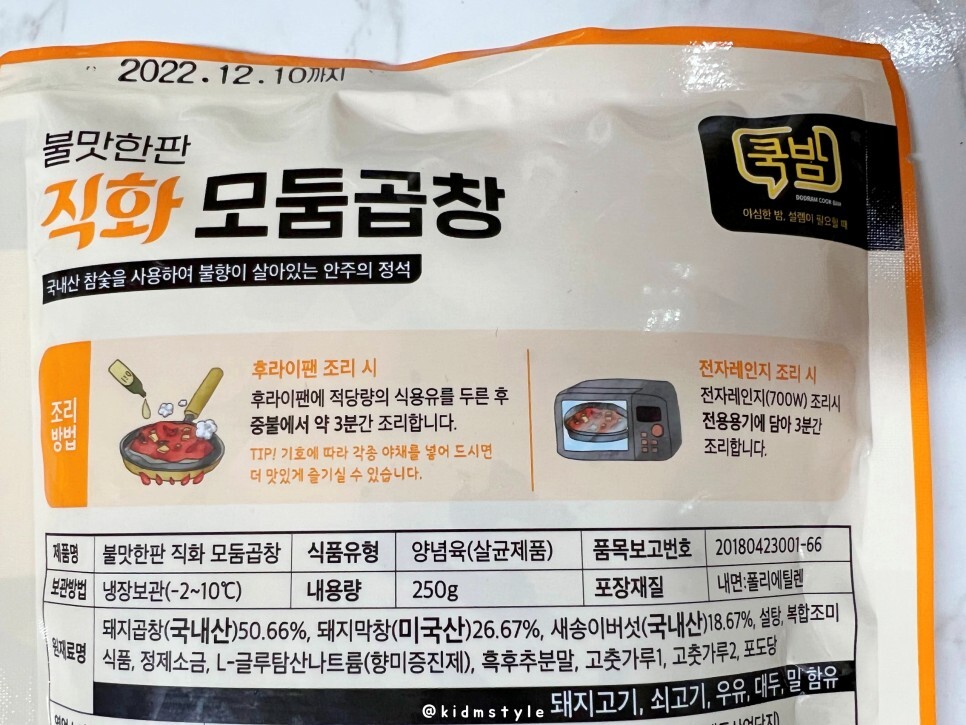 2022.12.10까지
불맛한판
직화 모둠곱창
국내산 참숯을 사용하여 불향이 살아있는 안주의 정석
쿡밤
DOORAM COOK BAM
야심한 밤, 설렘이 필요할 때
조리
방법
후라이팬 조리 시
후라이팬에 적당량의 식용유를 두른 후
중불에서 약 3분간 조리합니다.
TIP! 기호에 따라 각종 야채를 넣어 드시면
더 맛있게 즐기실 수 있습니다.
전자레인지 조리 시
전자레인지(700W) 조리시
전용용기에 담아 3분간
조리합니다.
제품명 불맛한판 직화 모둠곱창 식품유형 양념육(살균제품) 품목보고번호 20180423001-66
보관방법 냉장보관(-2~10℃) 내용량 250g 포장재질 내면:폴리에틸렌
원재료명 돼지곱창(국내산)50.66%, 돼지막창(미국산)26.67%, 새송이버섯(국내산)18.67%, 설탕, 복합조미
식품, 정제소금, L-글루탐산나트륨(향미증진제), 흑후추분말, 고춧가루1, 고춧가루2, 포도당
돼지고기, 쇠고기, 우유, 대두, 밀 함유
@kidmstyle